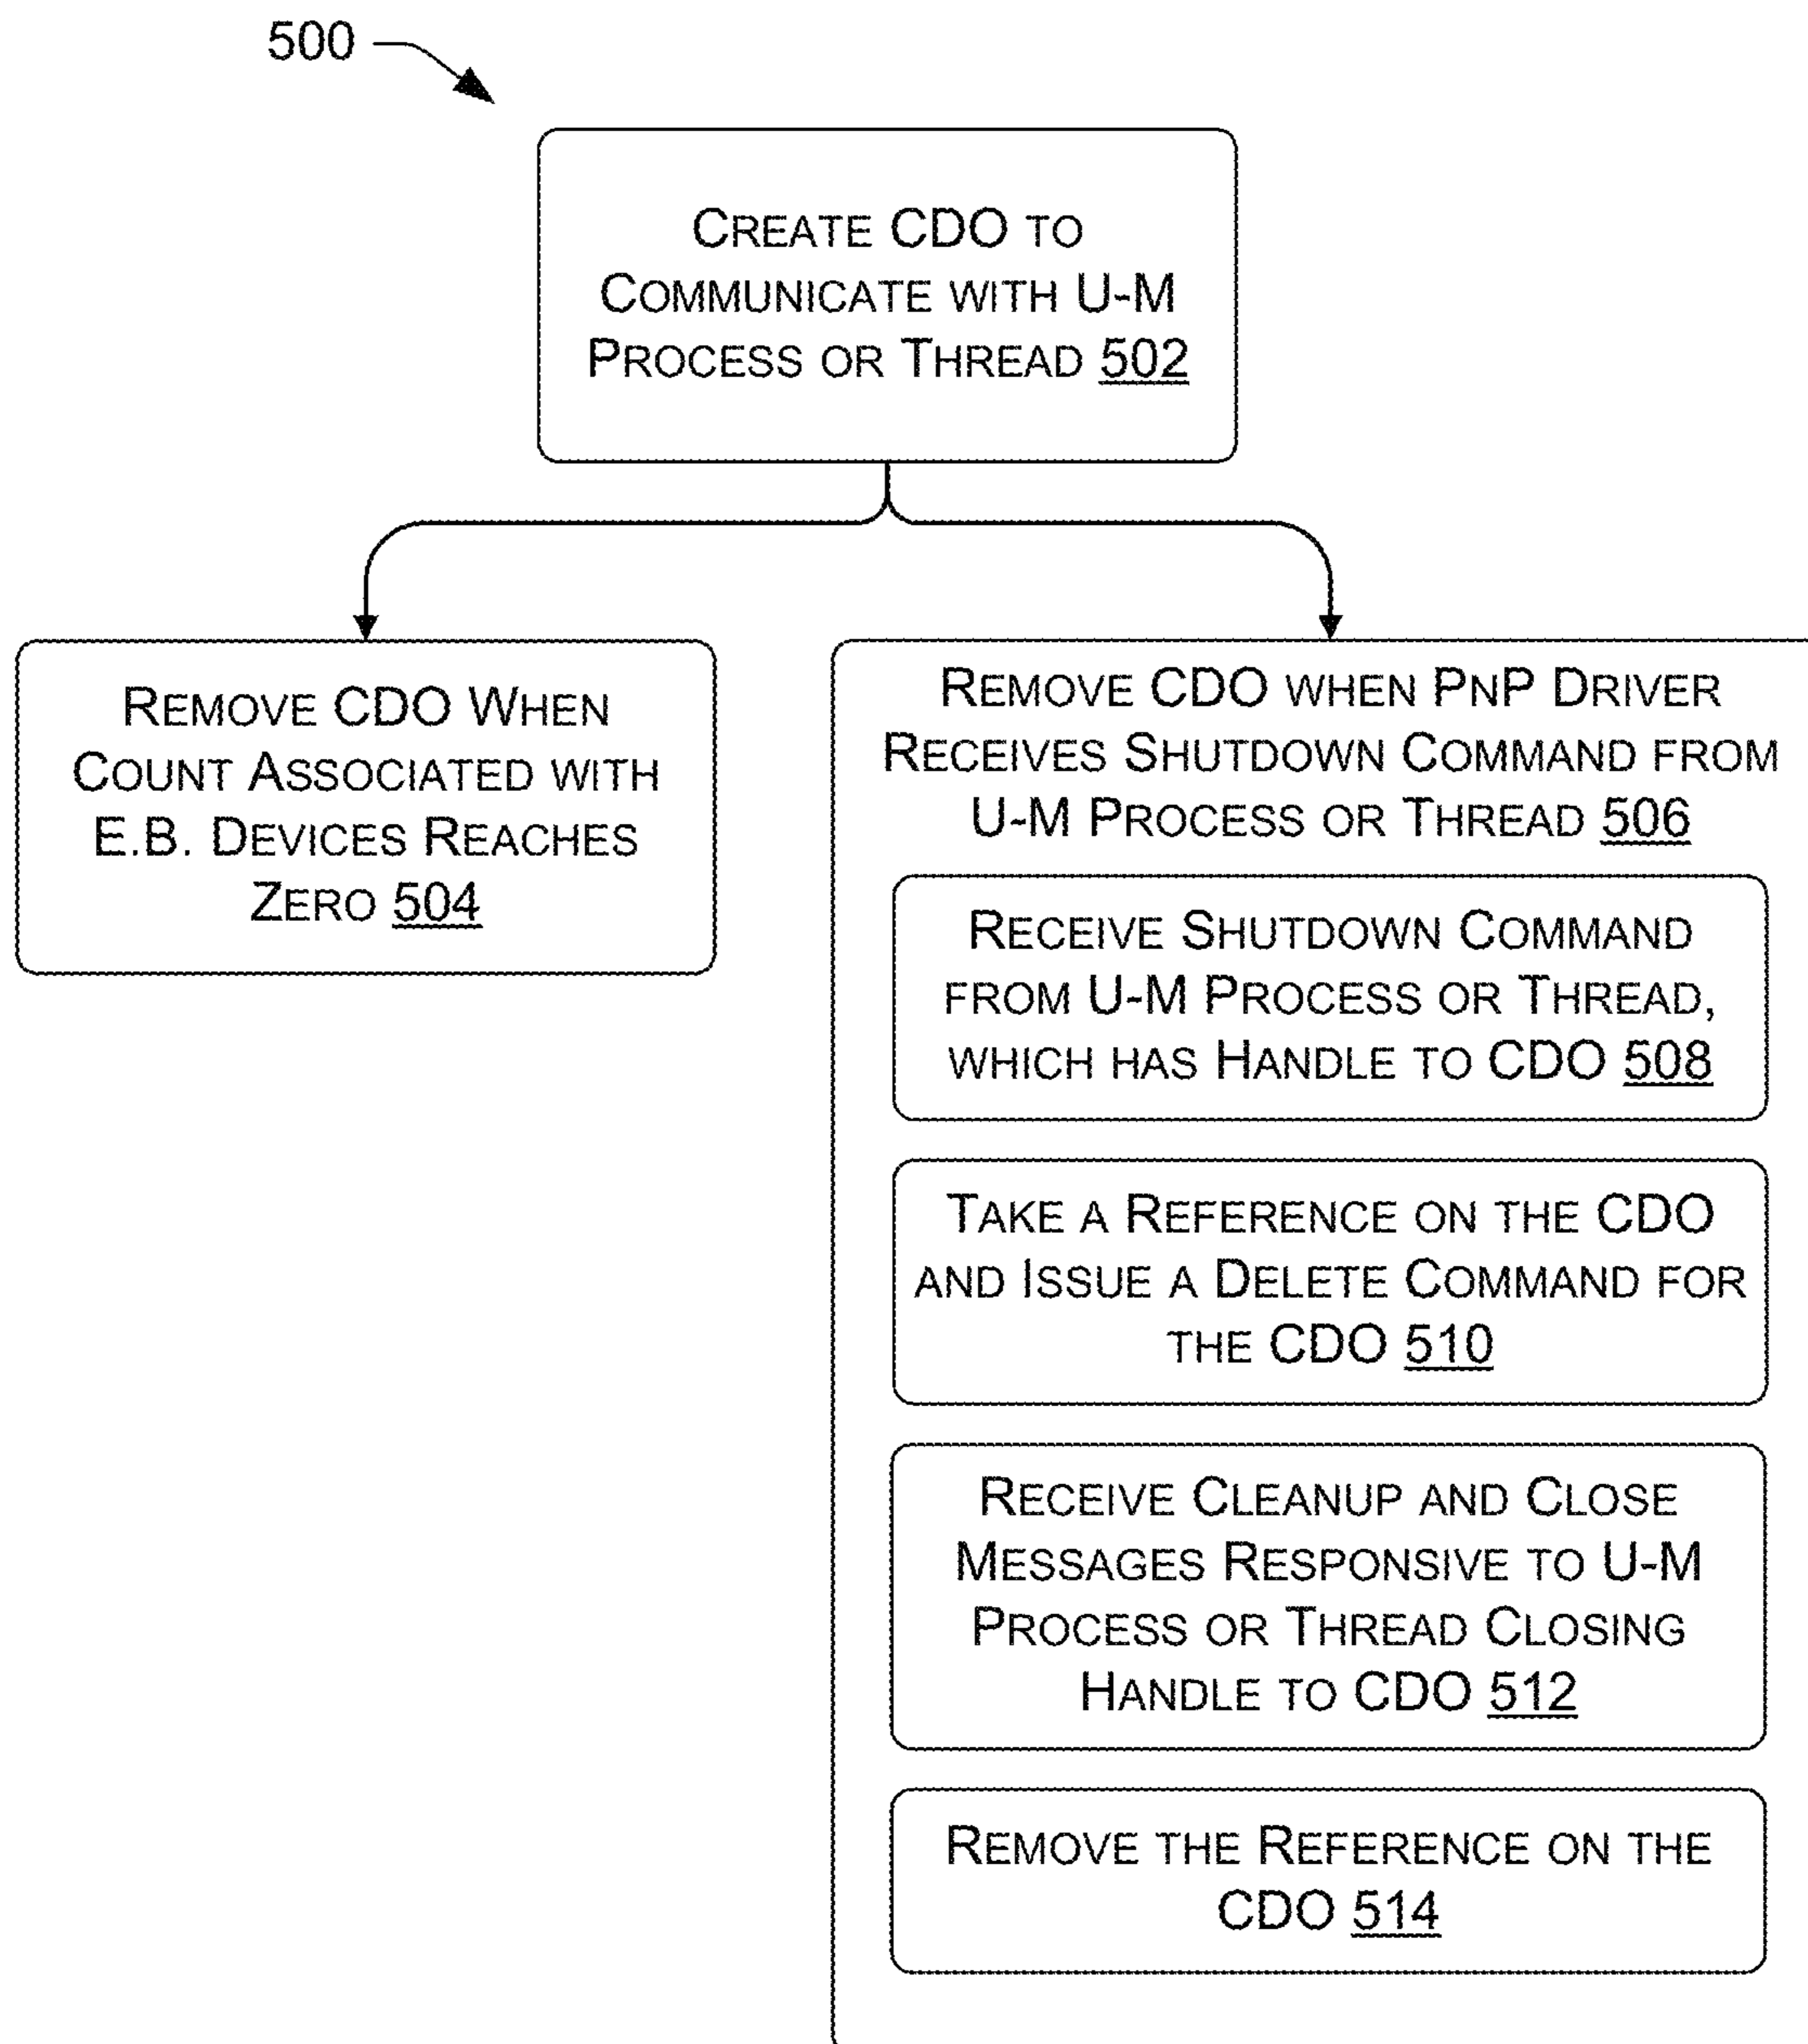 500
CREATE CDO TO
COMMUNICATE WITH U-M
PROCESS OR THREAD 502
REMOVE CDO WHEN
COUNT ASSOCIATED WITH
E.B. DEVICES REACHES
ZERO 504
REMOVE CDO WHEN PNP DRIVER
RECEIVES SHUTDOWN COMMAND FROM
U-M PROCESS OR THREAD 506
RECEIVE SHUTDOWN COMMAND
FROM U-M PROCESS OR THREAD,
WHICH HAS HANDLE TO CDO 508
TAKE A REFERENCE ON THE CDO
AND ISSUE A DELETE COMMAND FOR
THE CDO 510
RECEIVE CLEANUP AND CLOSE
MESSAGES RESPONSIVE TO U-M
PROCESS OR THREAD CLOSING
HANDLE TO CDO 512
REMOVE THE REFERENCE ON THE
CDO 514